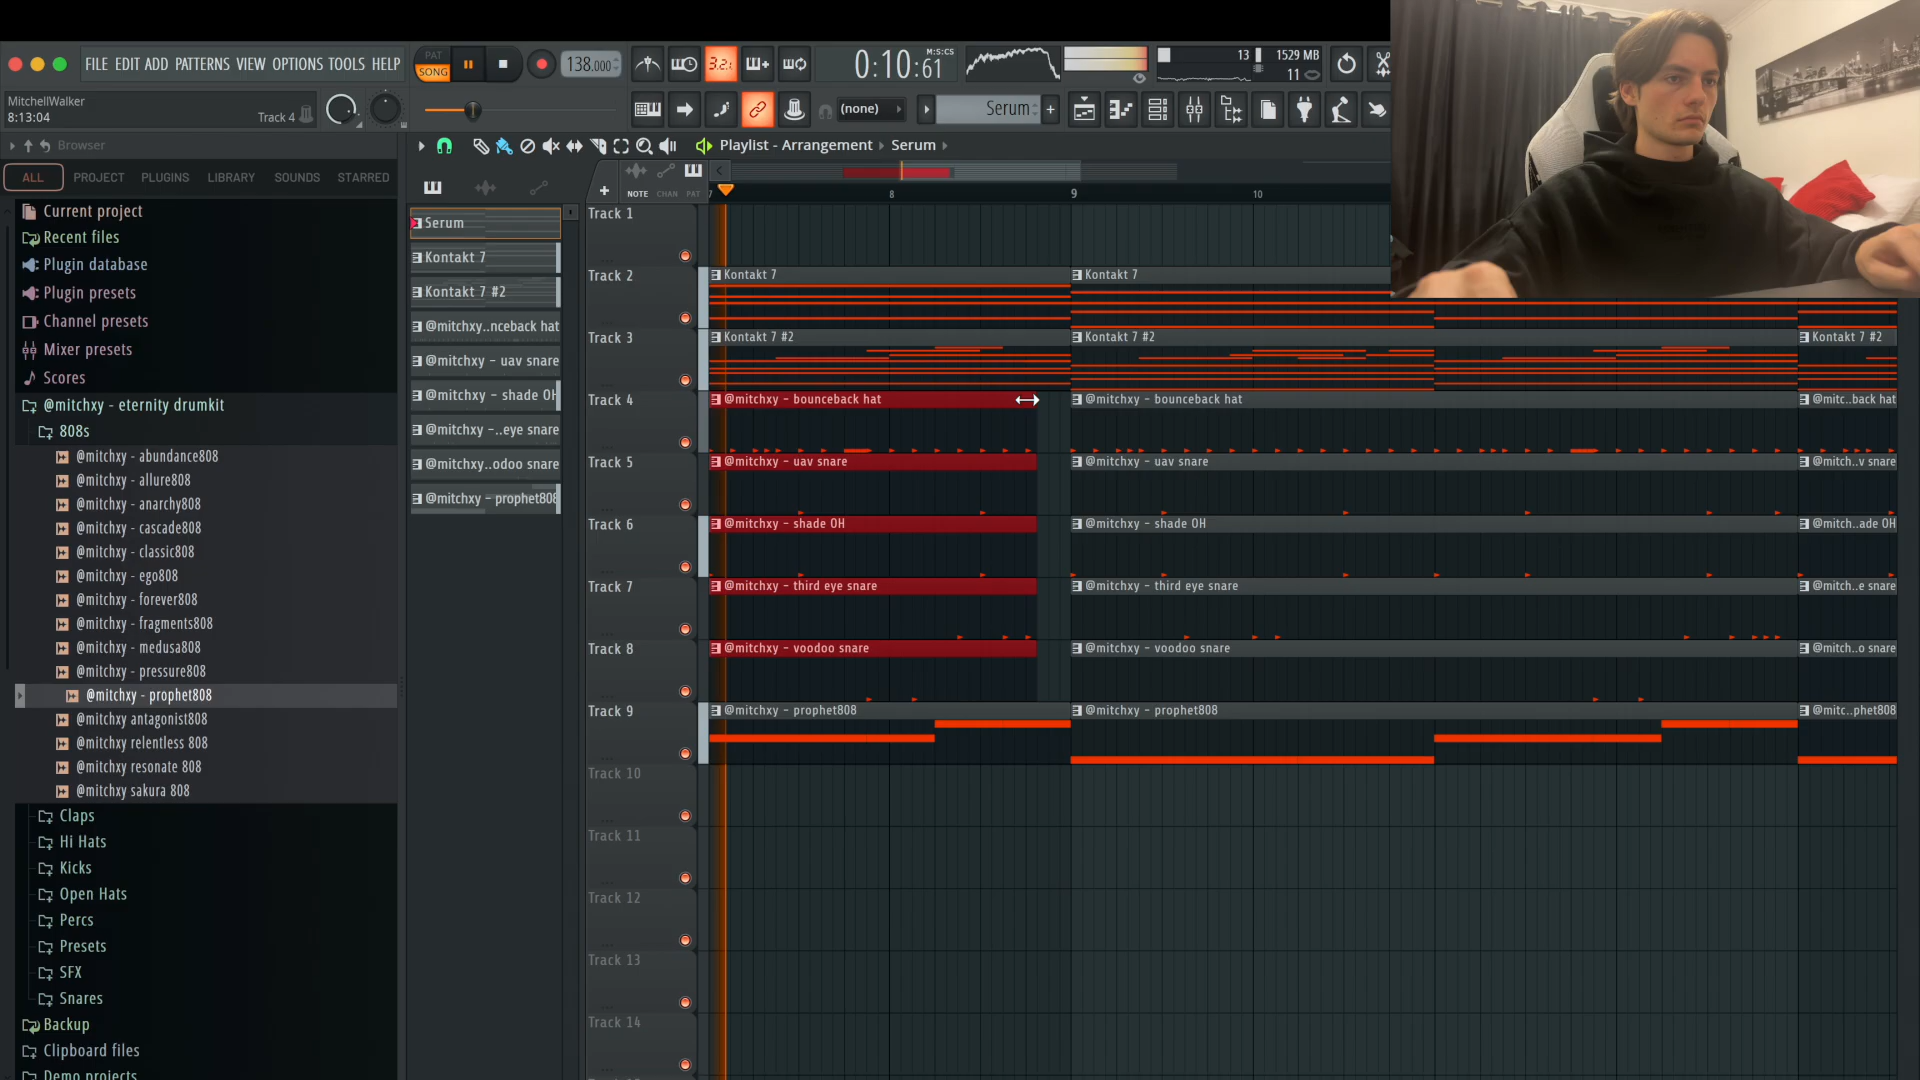 FILE EDIT ADD PATTERNS VIEW OPTIONS TOOLS HELP
PAT
SONG
138.000
3.2.
0:10:61
M:S:CS
13
1529 MB
11
MitchellWalker
8:13:04
Track 4
(none)
Serum
Browser
Playlist - Arrangement
Serum
ALL
PROJECT
PLUGINS
LIBRARY
SOUNDS
STARRED
NOTE
CHAN
PAT
7
8
9
10
Current project
Recent files
Plugin database
Plugin presets
Channel presets
Mixer presets
Scores
@mitchxy - eternity drumkit
808s
@mitchxy - abundance808
@mitchxy - allure808
@mitchxy - anarchy808
@mitchxy - cascade808
@mitchxy - classic808
@mitchxy - ego808
@mitchxy - forever808
@mitchxy - fragments808
@mitchxy - medusa808
@mitchxy - pressure808
@mitchxy - prophet808
@mitchxy antagonist808
@mitchxy relentless 808
@mitchxy resonate 808
@mitchxy sakura 808
Claps
Hi Hats
Kicks
Open Hats
Percs
Presets
SFX
Snares
Backup
Clipboard files
Demo projects
Serum
Kontakt 7
Kontakt 7 #2
@mitchxy..nceback hat
@mitchxy - uav snare
@mitchxy - shade OH
@mitchxy -..eye snare
@mitchxy..odoo snare
@mitchxy - prophet808
Track 1
Track 2
Kontakt 7
Kontakt 7
Track 3
Kontakt 7 #2
Kontakt 7 #2
Kontakt 7 #2
Track 4
@mitchxy - bounceback hat
@mitchxy - bounceback hat
@mitc..back hat
Track 5
@mitchxy - uav snare
@mitchxy - uav snare
@mitch..v snare
Track 6
@mitchxy - shade OH
@mitchxy - shade OH
@mitch..ade OH
Track 7
@mitchxy - third eye snare
@mitchxy - third eye snare
@mitch..e snare
Track 8
@mitchxy - voodoo snare
@mitchxy - voodoo snare
@mitch..o snare
Track 9
@mitchxy - prophet808
@mitchxy - prophet808
@mitc..phet808
Track 10
Track 11
Track 12
Track 13
Track 14